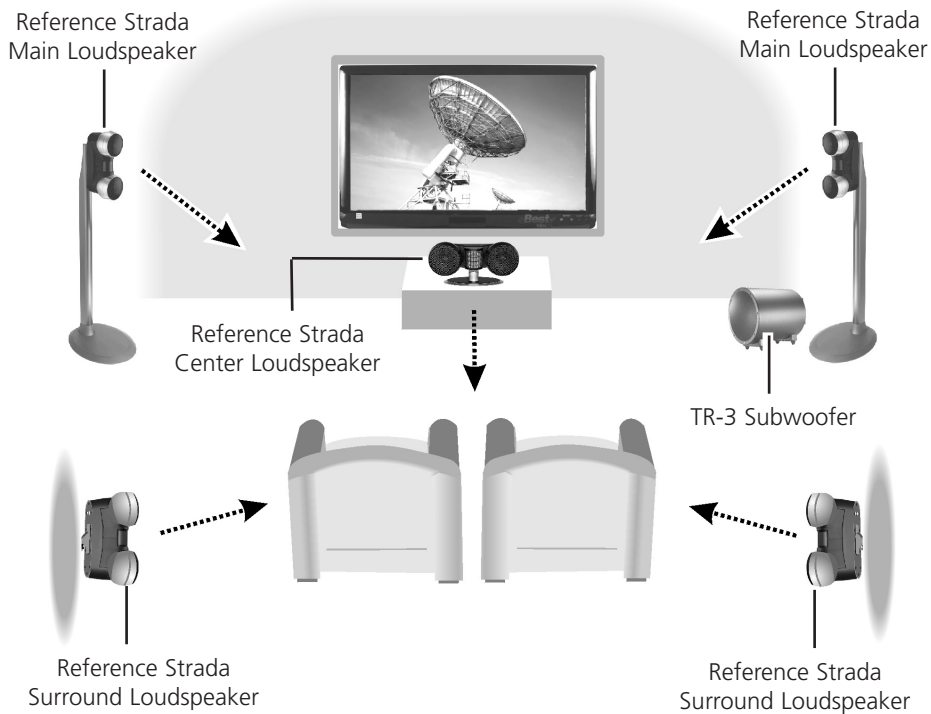 Reference Strada
Main Loudspeaker
Reference Strada
Main Loudspeaker
Best
Reference Strada
Center Loudspeaker
TR-3 Subwoofer
Reference Strada
Surround Loudspeaker
Reference Strada
Surround Loudspeaker